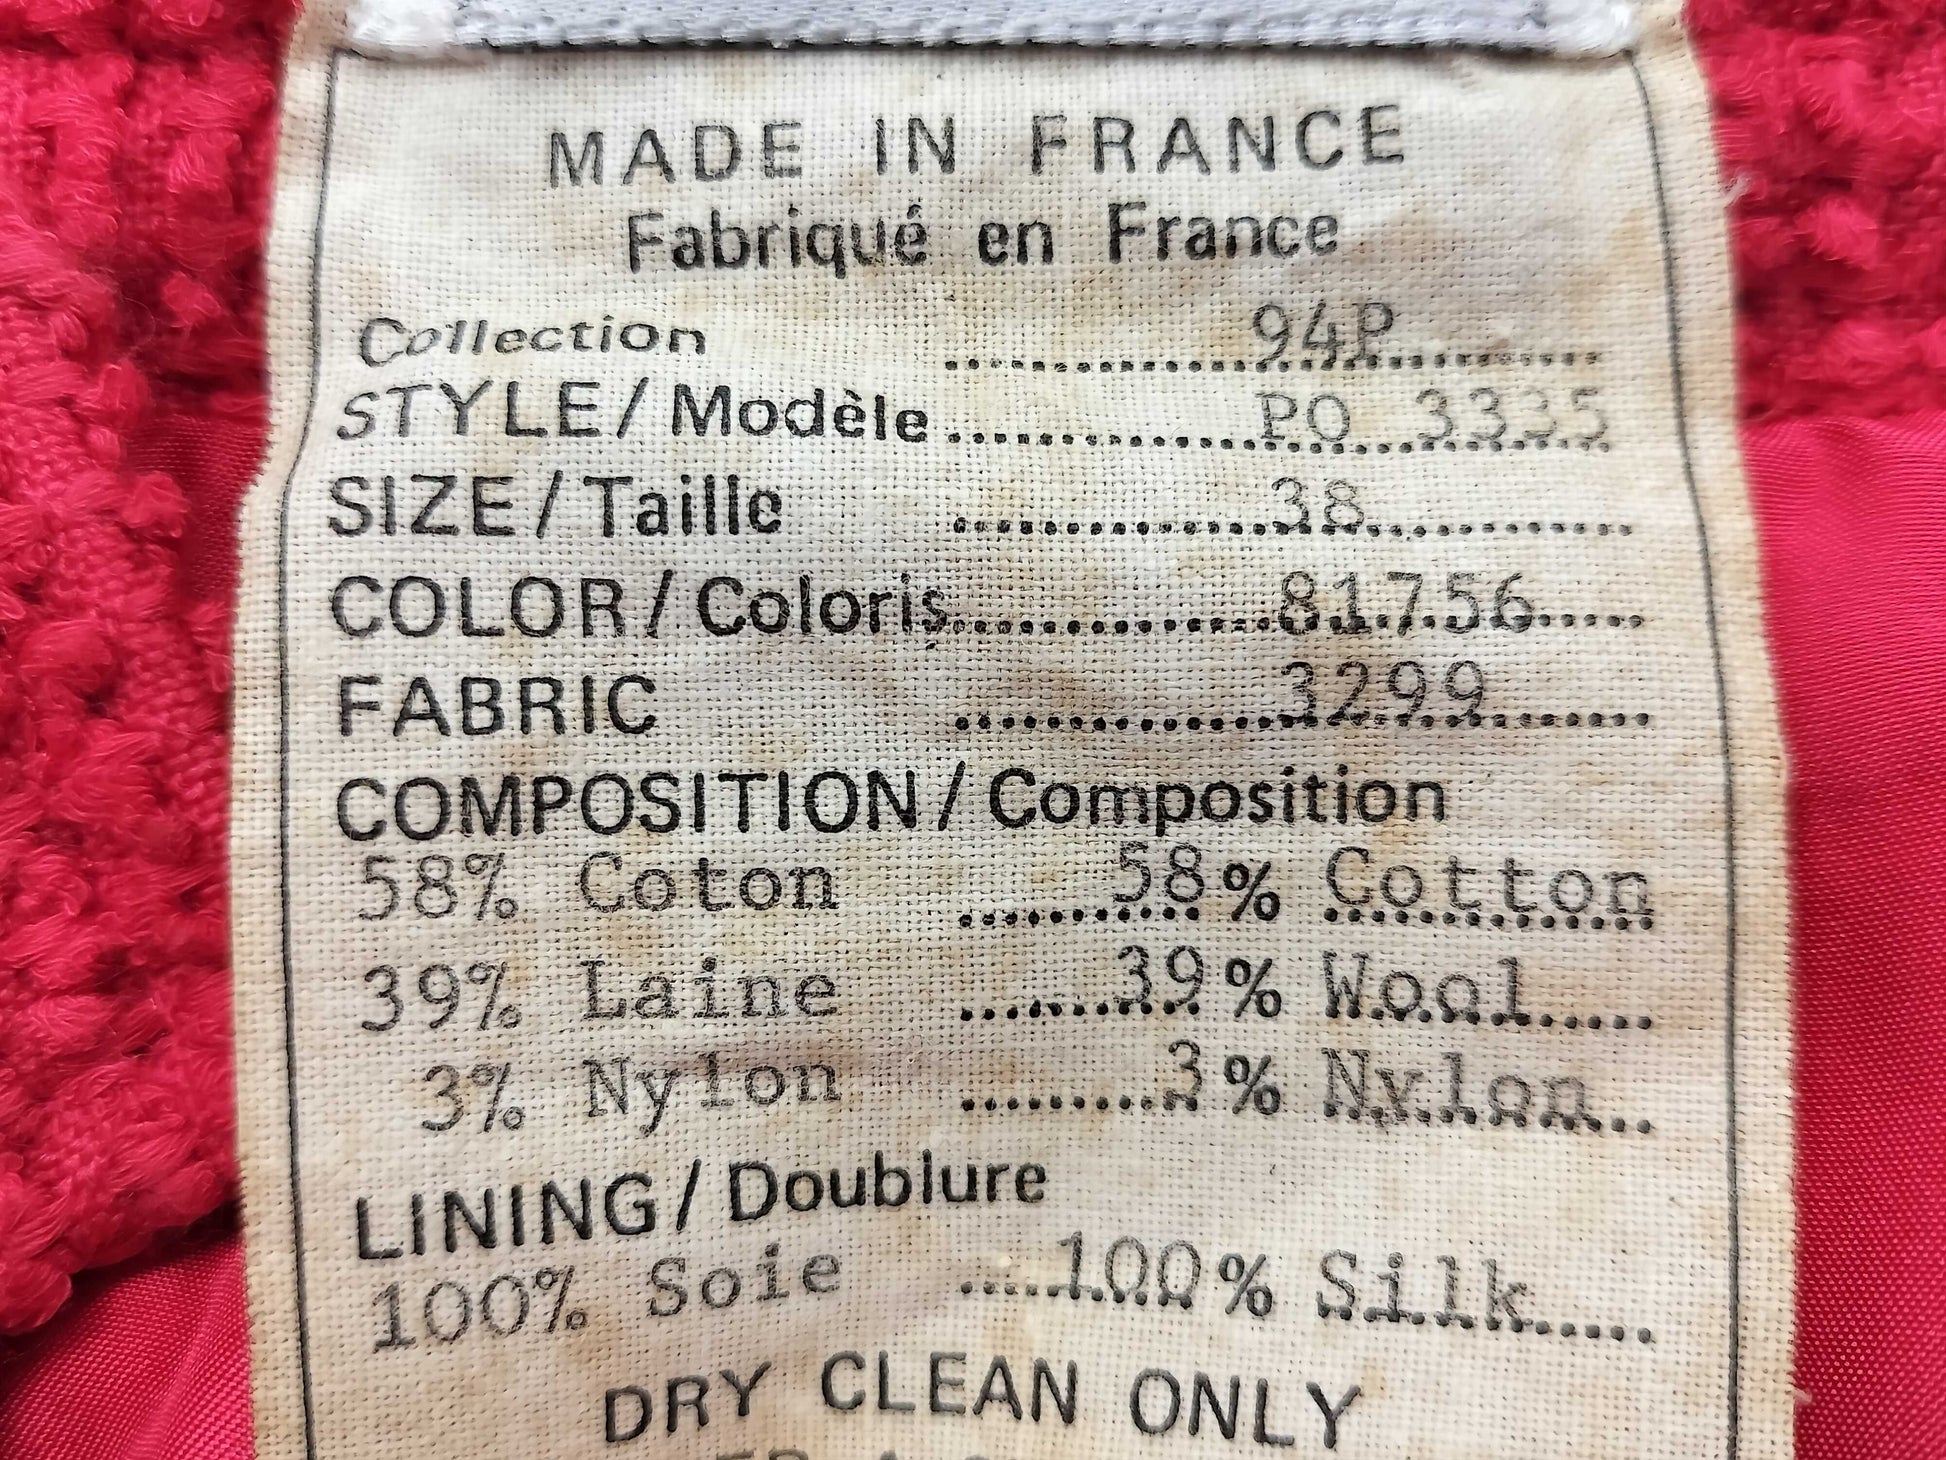 MADE IN FRANCE
Fabriqué en France
Collection ........ 94P
STYLE/Modèle ........ PO 3335
SIZE/Taille ........ 38
COLOR/Coloris ........ 81756
FABRIC ........ 3299
COMPOSITION/Composition
58% Coton ........ 58% Cotton
39% Laine ........ 39% Wool
3% Nylon ........ 3% Nylon
LINING/Doublure
100% Soie ........ 100% Silk
DRY CLEAN ONLY